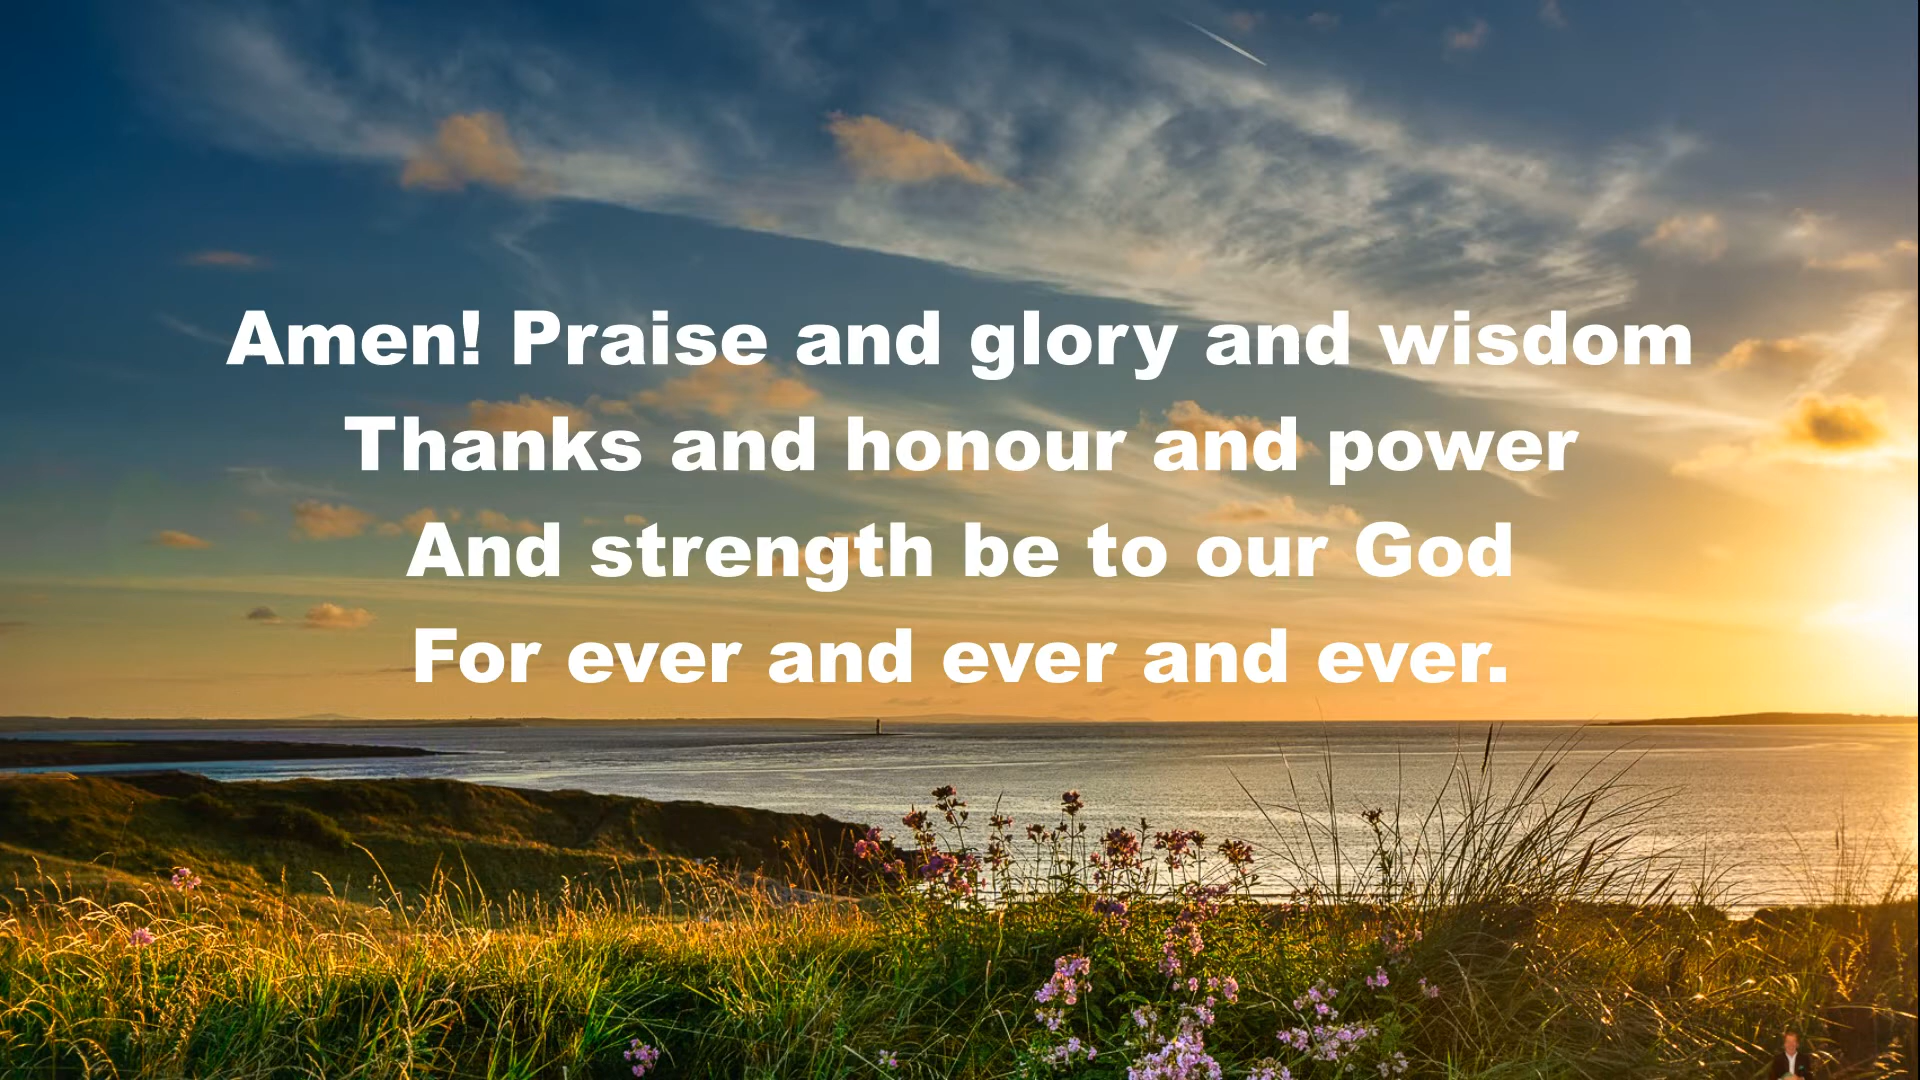 Amen! Praise and glory and wisdom
Thanks and honour and power
And strength be to our God
For ever and ever and ever.